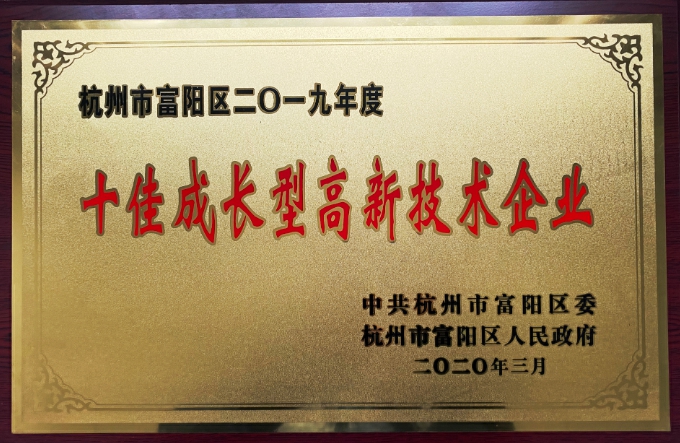 杭州市富阳区二〇一九年度
十佳成长型高新技术企业
中共杭州市富阳区委
杭州市富阳区人民政府
二〇二〇年三月